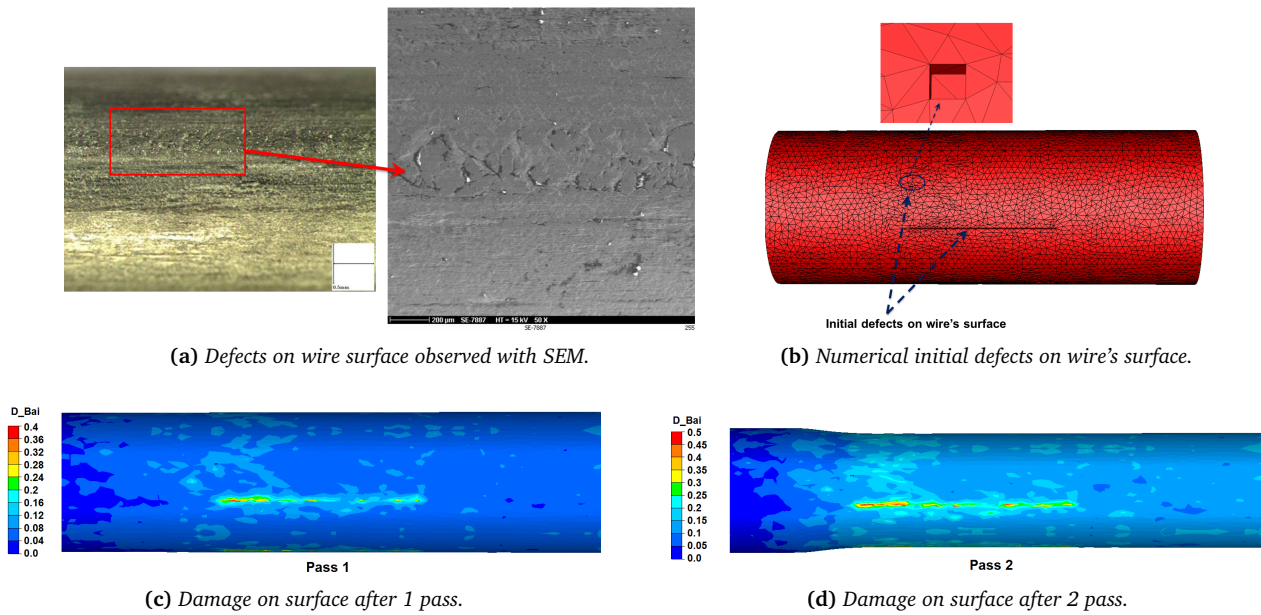 0.5mm
200 µm SE-7887 HT = 15 kV 50 X
SE-7887 255
Initial defects on wire's surface
(a) Defects on wire surface observed with SEM.
(b) Numerical initial defects on wire's surface.
D_Bai
0.4
0.36
0.32
0.28
0.24
0.2
0.16
0.12
0.08
0.04
0.0
Pass 1
D_Bai
0.5
0.45
0.4
0.35
0.3
0.25
0.2
0.15
0.1
0.05
0.0
Pass 2
(c) Damage on surface after 1 pass.
(d) Damage on surface after 2 pass.